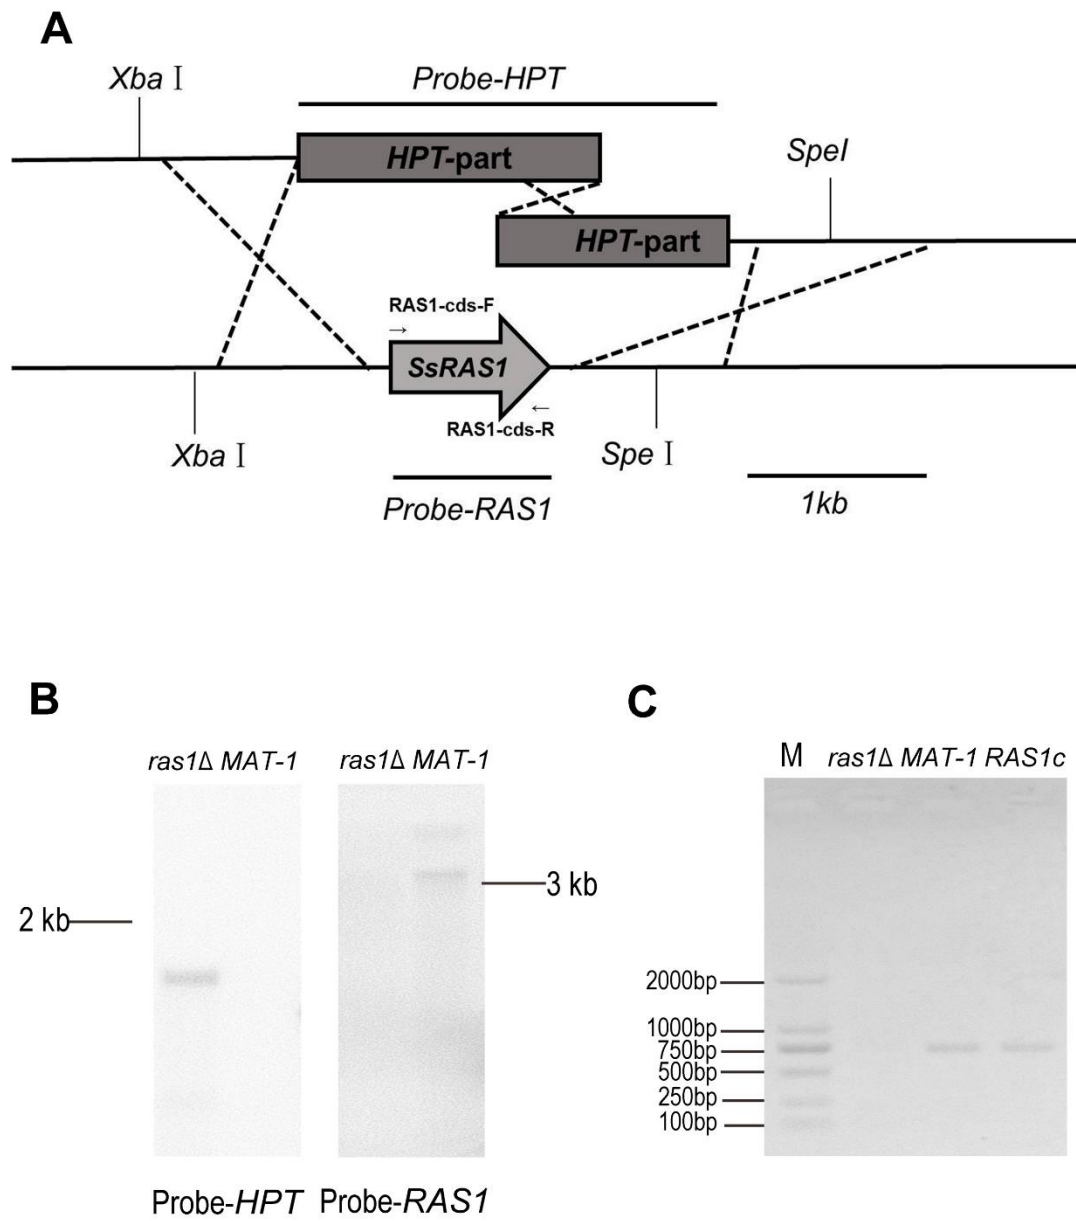 A
Xba I
Probe-HPT
HPT-part
SpeI
HPT-part
RAS1-cds-F
→
SsRAS1
←
RAS1-cds-R
Xba I
Spe I
Probe-RAS1
1kb
B
ras1Δ MAT-1
ras1Δ MAT-1
2 kb
3 kb
Probe-HPT
Probe-RAS1
C
M ras1Δ MAT-1 RAS1c
2000bp
1000bp
750bp
500bp
250bp
100bp